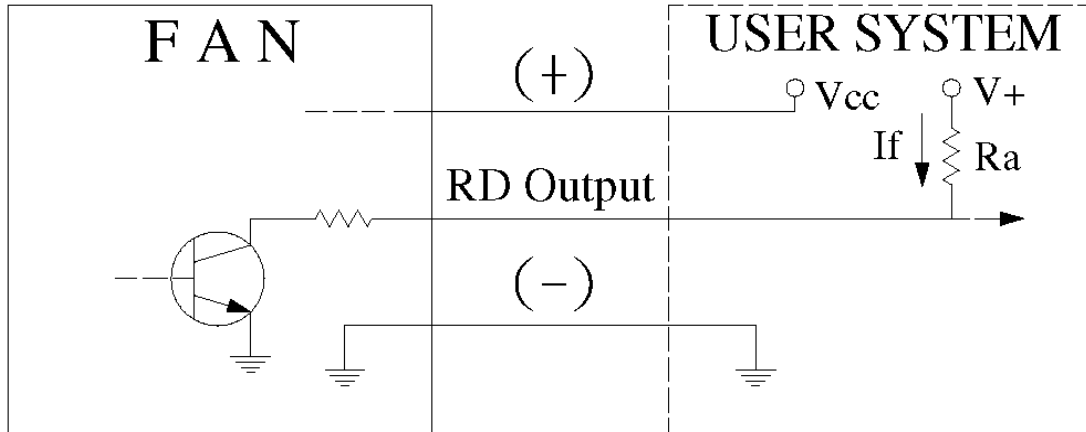 F A N
USER SYSTEM
(+)
Vcc
V+
If
Ra
RD Output
(-)